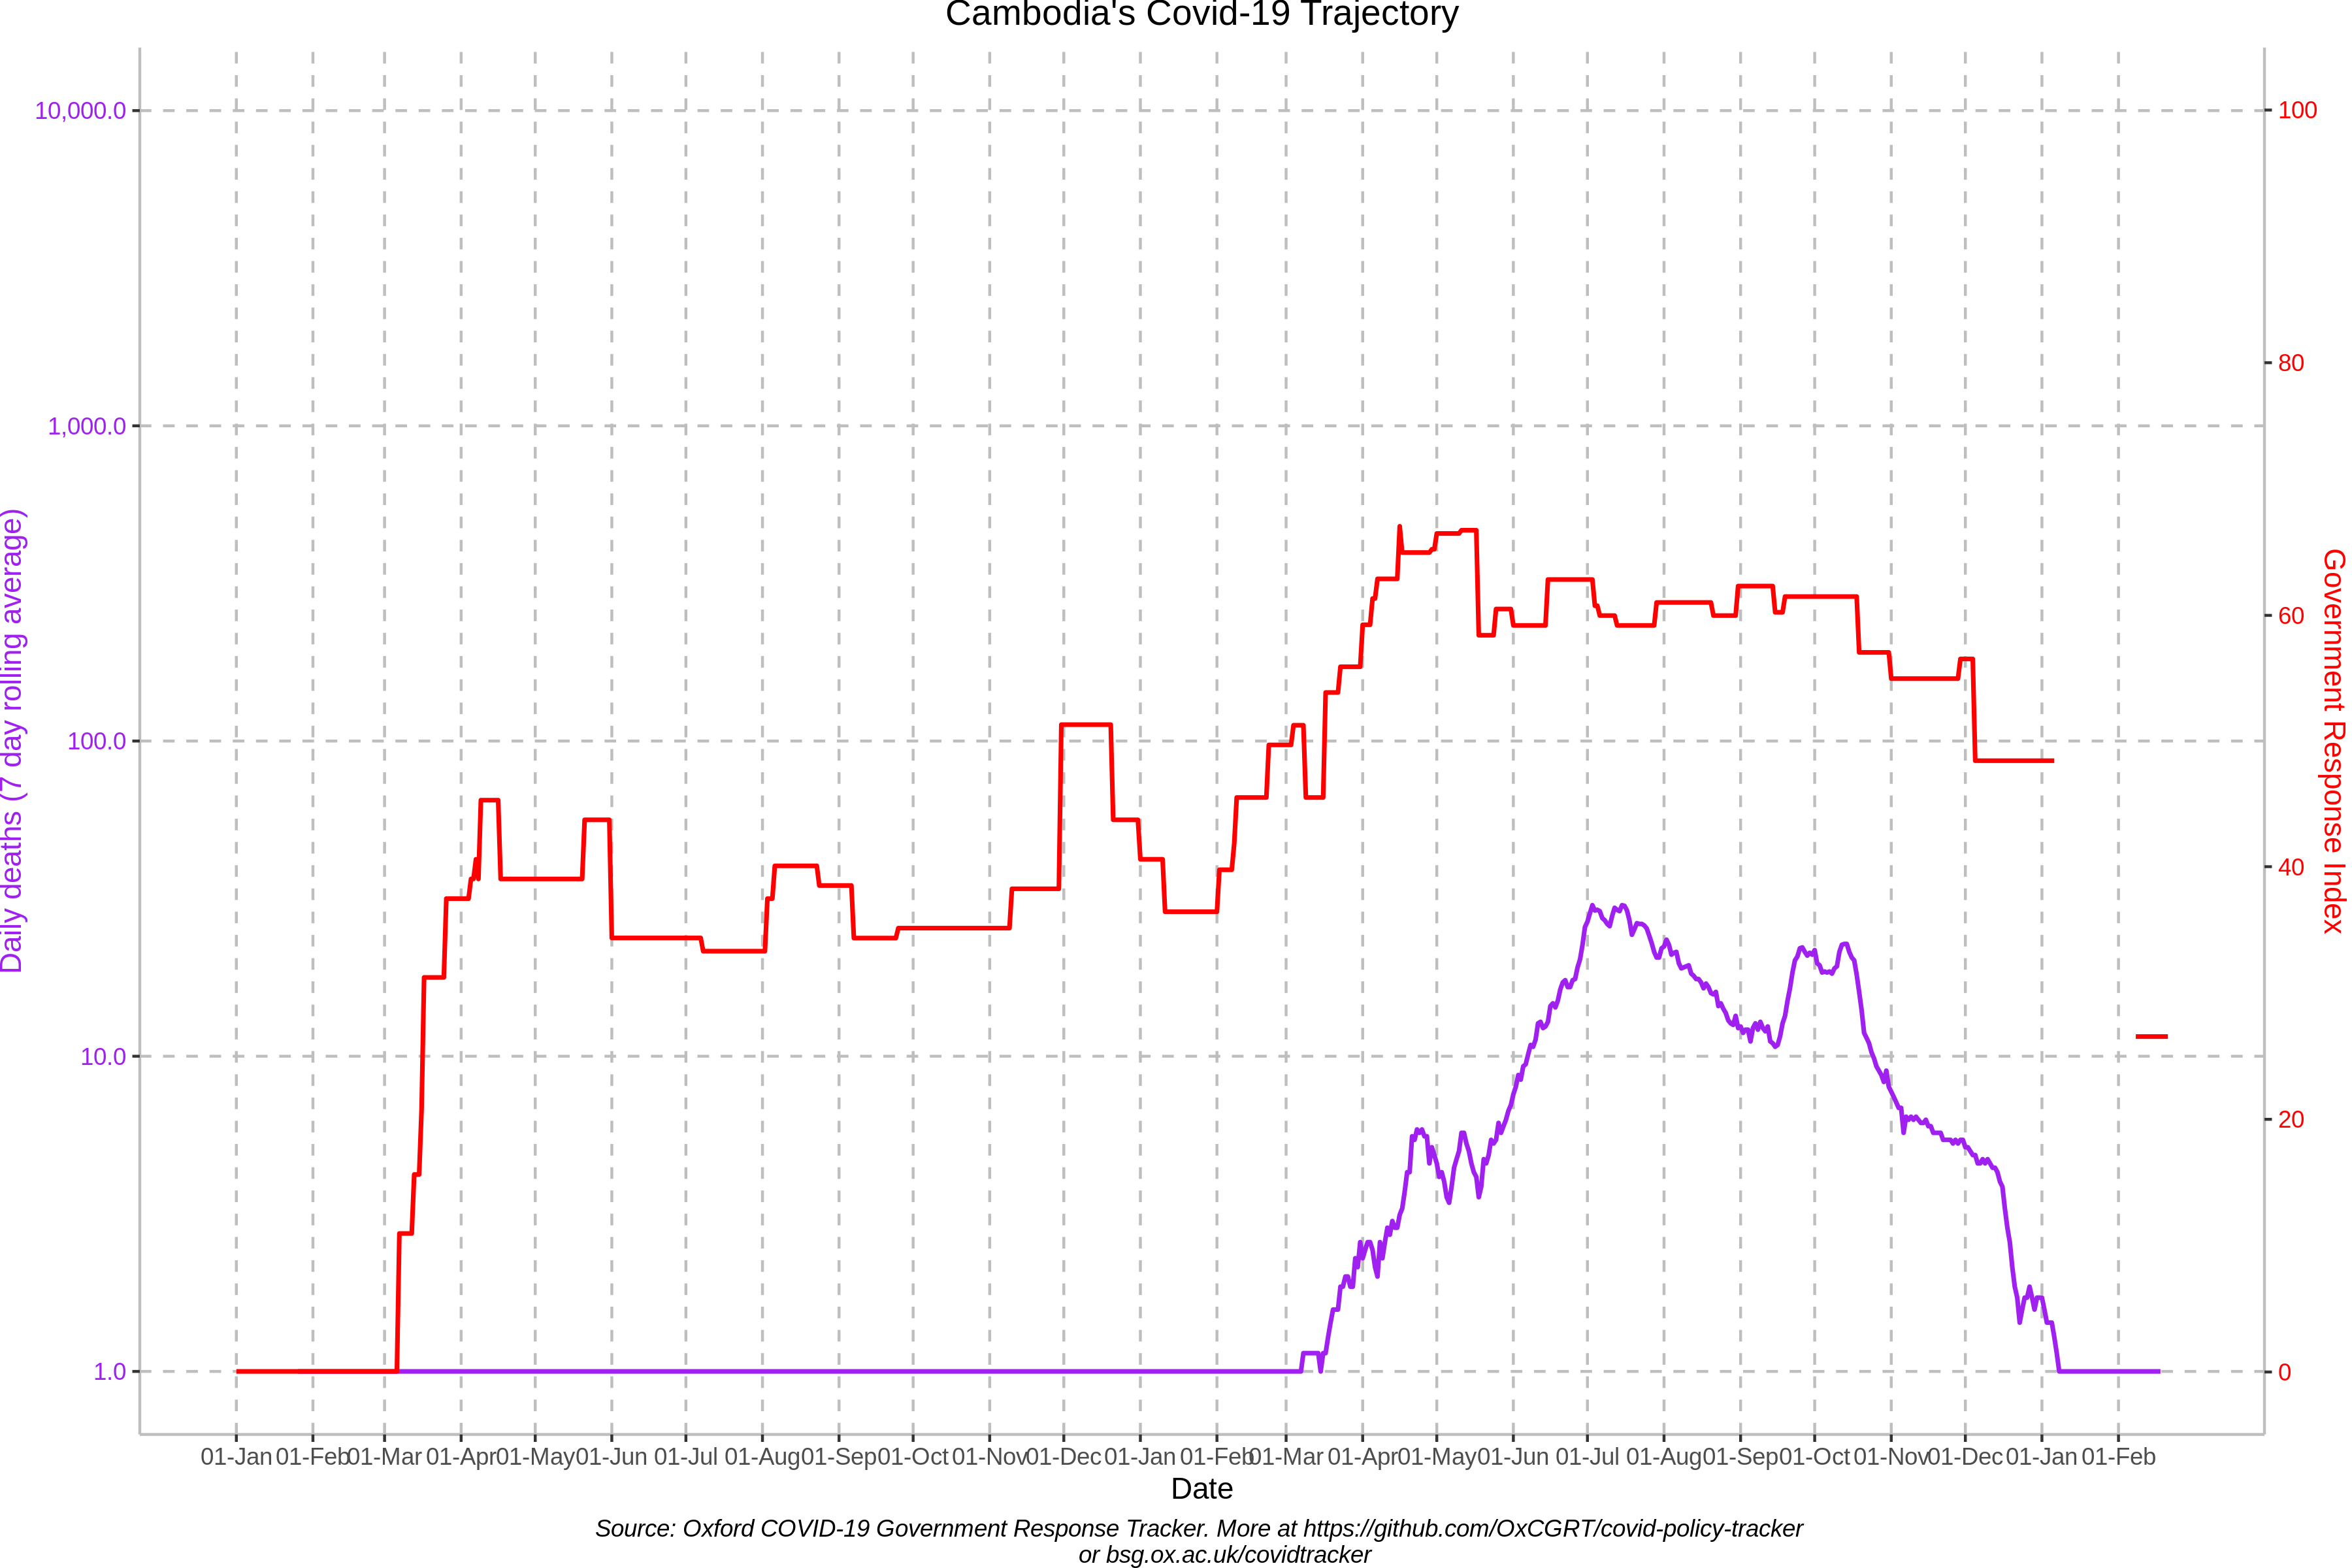 Cambodia's Covid-19 Trajectory
10,000.0
1,000.0
100.0
10.0
1.0
Daily deaths (7 day rolling average)
100
80
60
40
20
0
Government Response Index
01-Jan 01-Feb 01-Mar 01-Apr 01-May 01-Jun 01-Jul 01-Aug 01-Sep 01-Oct 01-Nov 01-Dec 01-Jan 01-Feb 01-Mar 01-Apr 01-May 01-Jun 01-Jul 01-Aug 01-Sep 01-Oct 01-Nov 01-Dec 01-Jan 01-Feb
Date
Source: Oxford COVID-19 Government Response Tracker. More at https://github.com/OxCGRT/covid-policy-tracker
or bsg.ox.ac.uk/covidtracker